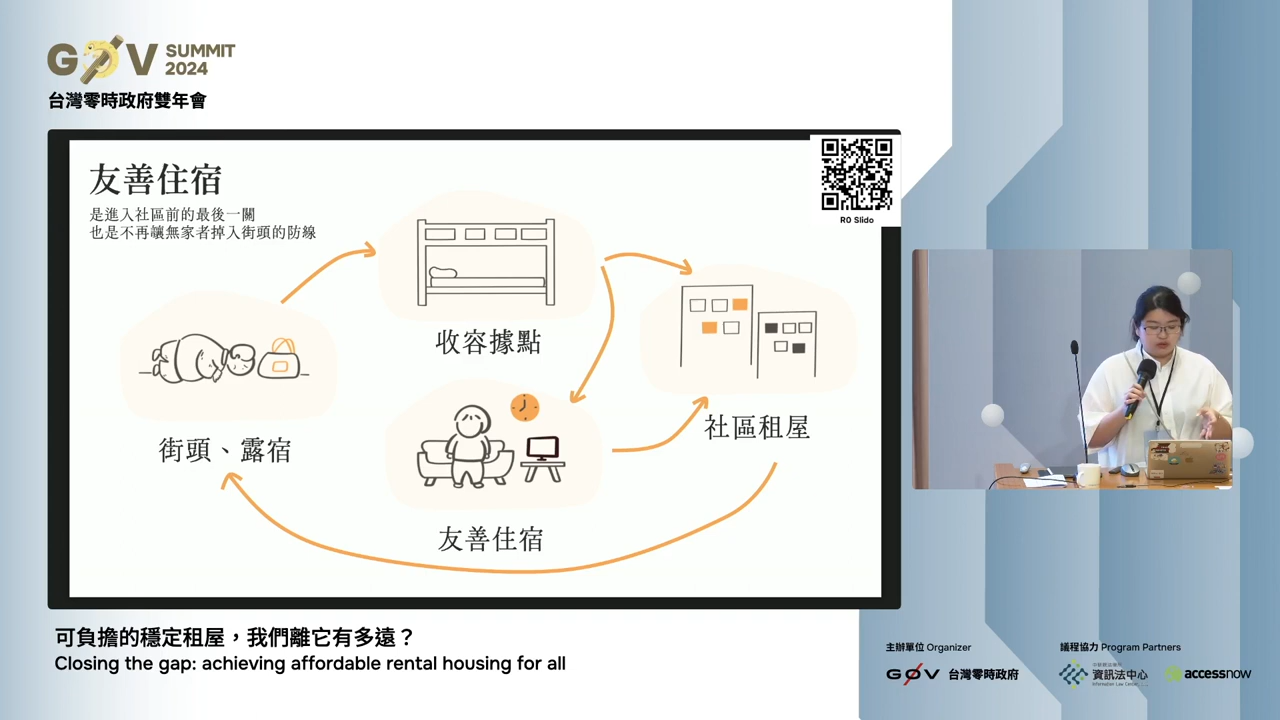 G0V SUMMIT 2024
台灣零時政府雙年會
友善住宿
是進入社區前的最後一關
也是不再讓無家者掉入街頭的防線
R0 Slido
收容據點
街頭、露宿
社區租屋
友善住宿
可負擔的穩定租屋，我們離它有多遠？
Closing the gap: achieving affordable rental housing for all
主辦單位 Organizer
議程協力 Program Partners
G0V 台灣零時政府
資訊法中心
Information Law Center
accessnow